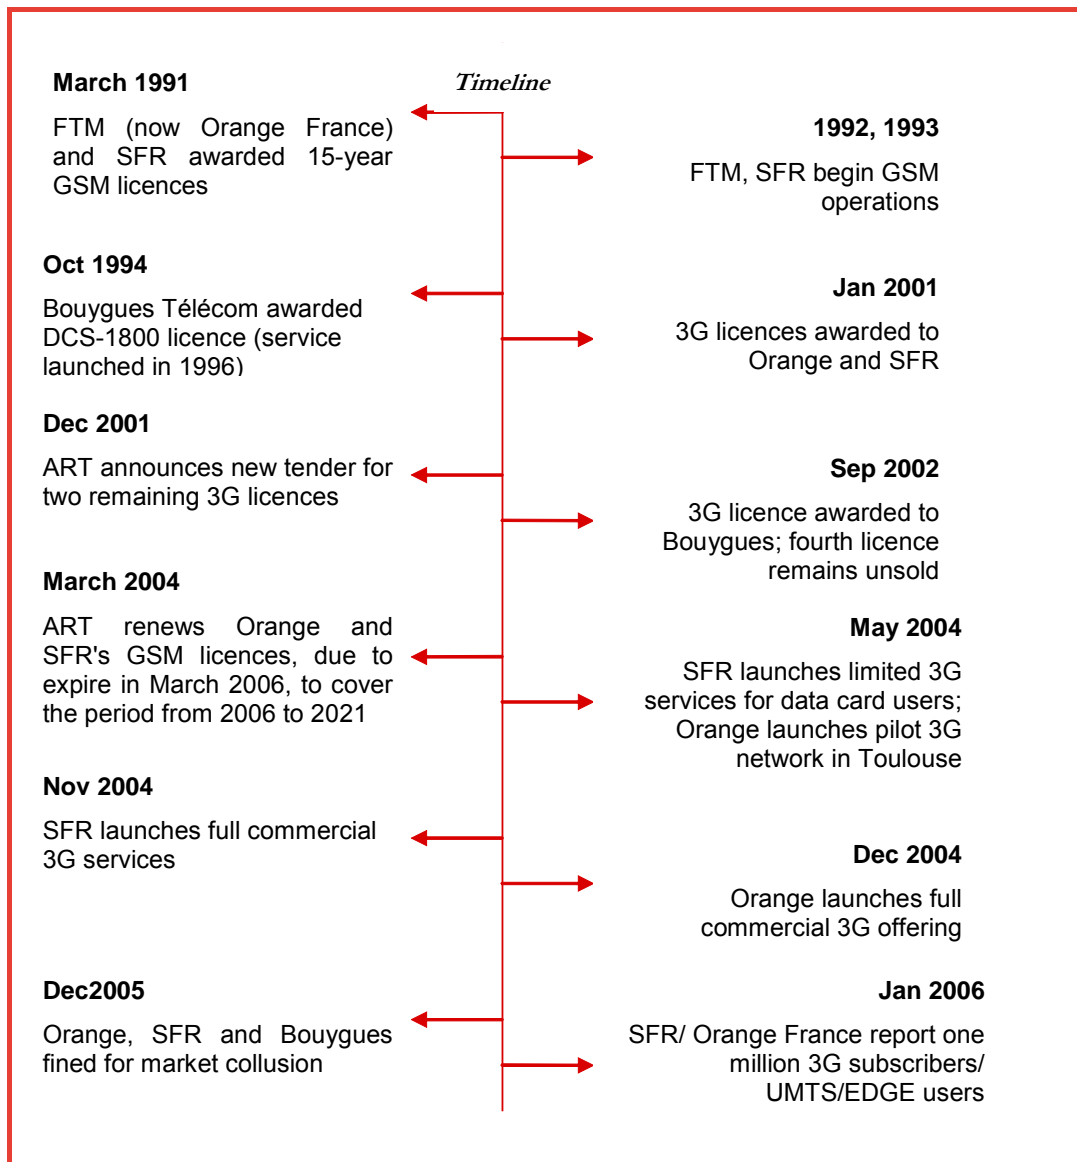 Timeline
March 1991
FTM (now Orange France)
and SFR awarded 15-year
GSM licences
1992, 1993
FTM, SFR begin GSM
operations
Oct 1994
Bouygues Télécom awarded
DCS-1800 licence (service
launched in 1996)
Jan 2001
3G licences awarded to
Orange and SFR
Dec 2001
ART announces new tender for
two remaining 3G licences
Sep 2002
3G licence awarded to
Bouygues; fourth licence
remains unsold
March 2004
ART renews Orange and
SFR's GSM licences, due to
expire in March 2006, to cover
the period from 2006 to 2021
May 2004
SFR launches limited 3G
services for data card users;
Orange launches pilot 3G
network in Toulouse
Nov 2004
SFR launches full commercial
3G services
Dec 2004
Orange launches full
commercial 3G offering
Dec2005
Orange, SFR and Bouygues
fined for market collusion
Jan 2006
SFR/ Orange France report one
million 3G subscribers/
UMTS/EDGE users